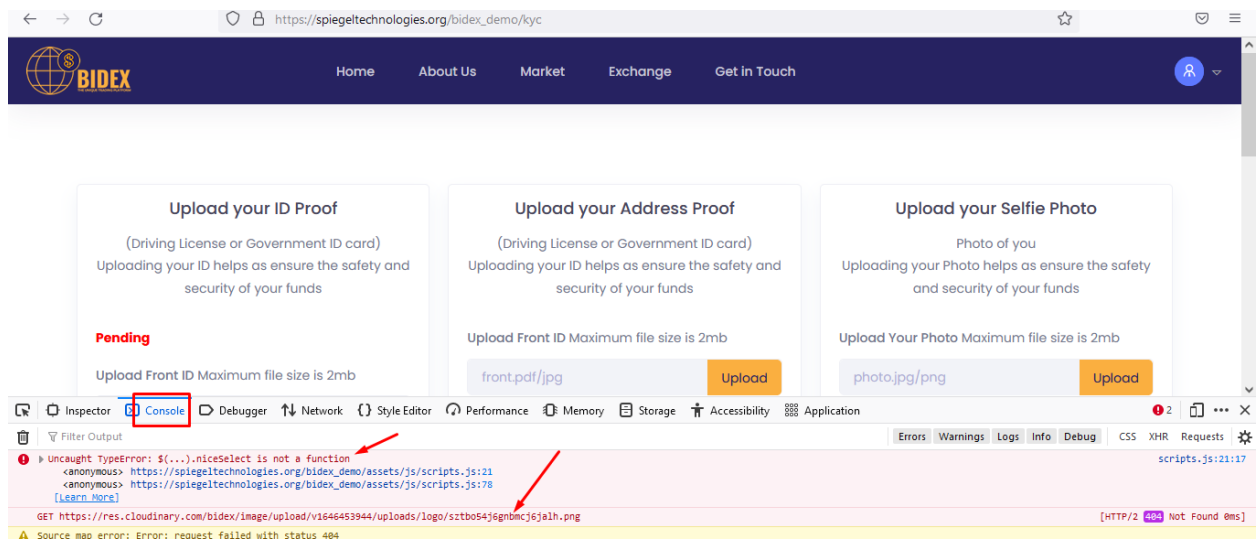 https://spiegeltechnologies.org/bidex_demo/kyc
BIDEX
Home About Us Market Exchange Get in Touch
Upload your ID Proof
(Driving License or Government ID card)
Uploading your ID helps as ensure the safety and
security of your funds
Pending
Upload Front ID Maximum file size is 2mb
Upload your Address Proof
(Driving License or Government ID card)
Uploading your ID helps as ensure the safety and
security of your funds
Upload Front ID Maximum file size is 2mb
front.pdf/jpg Upload
Upload your Selfie Photo
Photo of you
Uploading your Photo helps as ensure the safety
and security of your funds
Upload Your Photo Maximum file size is 2mb
photo.jpg/png Upload
Inspector Console Debugger Network {} Style Editor Performance Memory Storage Accessibility Application 2
Filter Output Errors Warnings Logs Info Debug CSS XHR Requests
Uncaught TypeError: $(...).niceSelect is not a function scripts.js:21:17
<anonymous> https://spiegeltechnologies.org/bidex_demo/assets/js/scripts.js:21
<anonymous> https://spiegeltechnologies.org/bidex_demo/assets/js/scripts.js:78
[Learn More]
GET https://res.cloudinary.com/bidex/image/upload/v1646453944/uploads/logo/sztbo54j6gnbmcj6jalh.png [HTTP/2 404 Not Found 0ms]
Source map error: Error: request failed with status 404